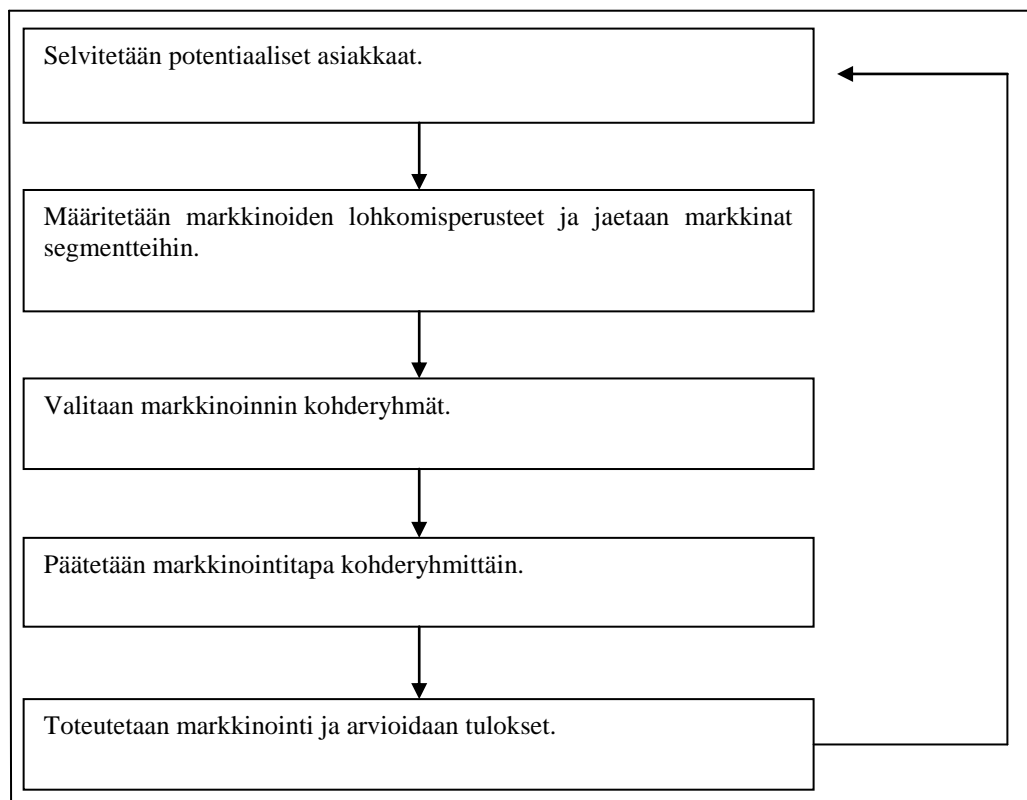 Selvitetään potentiaaliset asiakkaat.
Määritetään markkinoiden lohkomisperusteet ja jaetaan markkinat
segmentteihin.
Valitaan markkinoinnin kohderyhmät.
Päätetään markkinointitapa kohderyhmittäin.
Toteutetaan markkinointi ja arvioidaan tulokset.